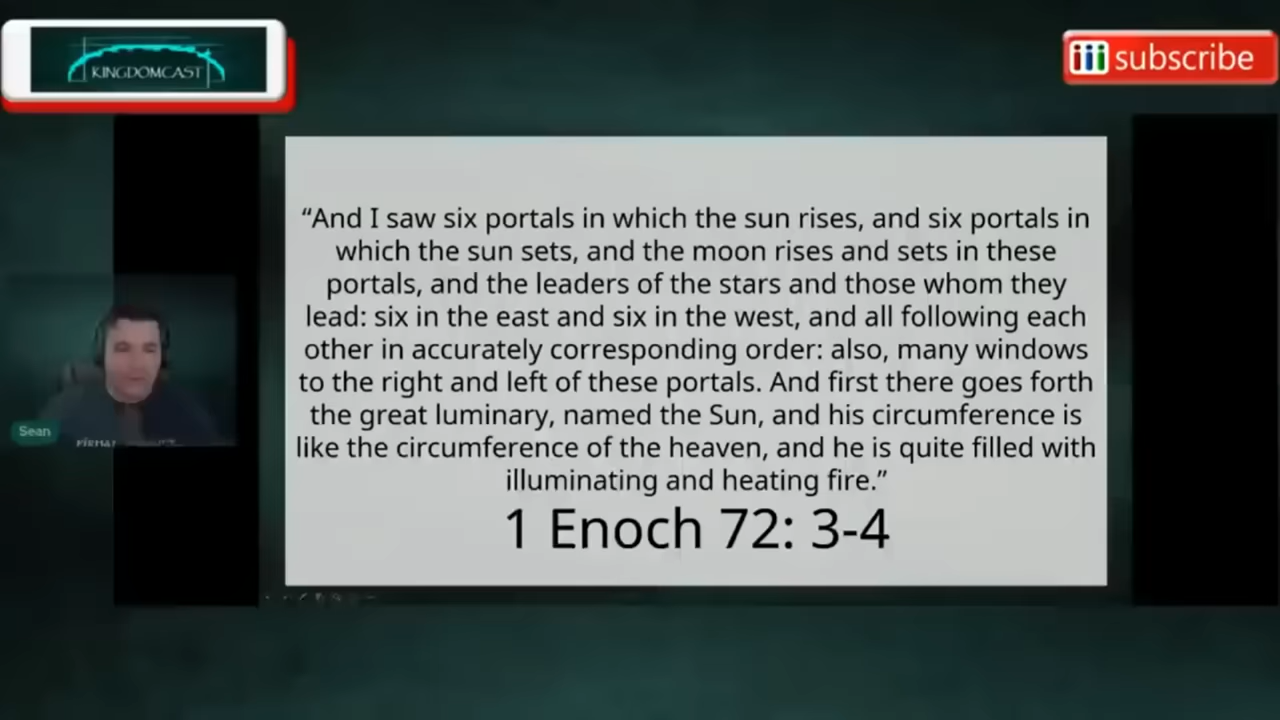 KINGDOMCAST
subscribe
“And I saw six portals in which the sun rises, and six portals in
which the sun sets, and the moon rises and sets in these
portals, and the leaders of the stars and those whom they
lead: six in the east and six in the west, and all following each
other in accurately corresponding order: also, many windows
to the right and left of these portals. And first there goes forth
the great luminary, named the Sun, and his circumference is
like the circumference of the heaven, and he is quite filled with
illuminating and heating fire.”
1 Enoch 72: 3-4
Sean